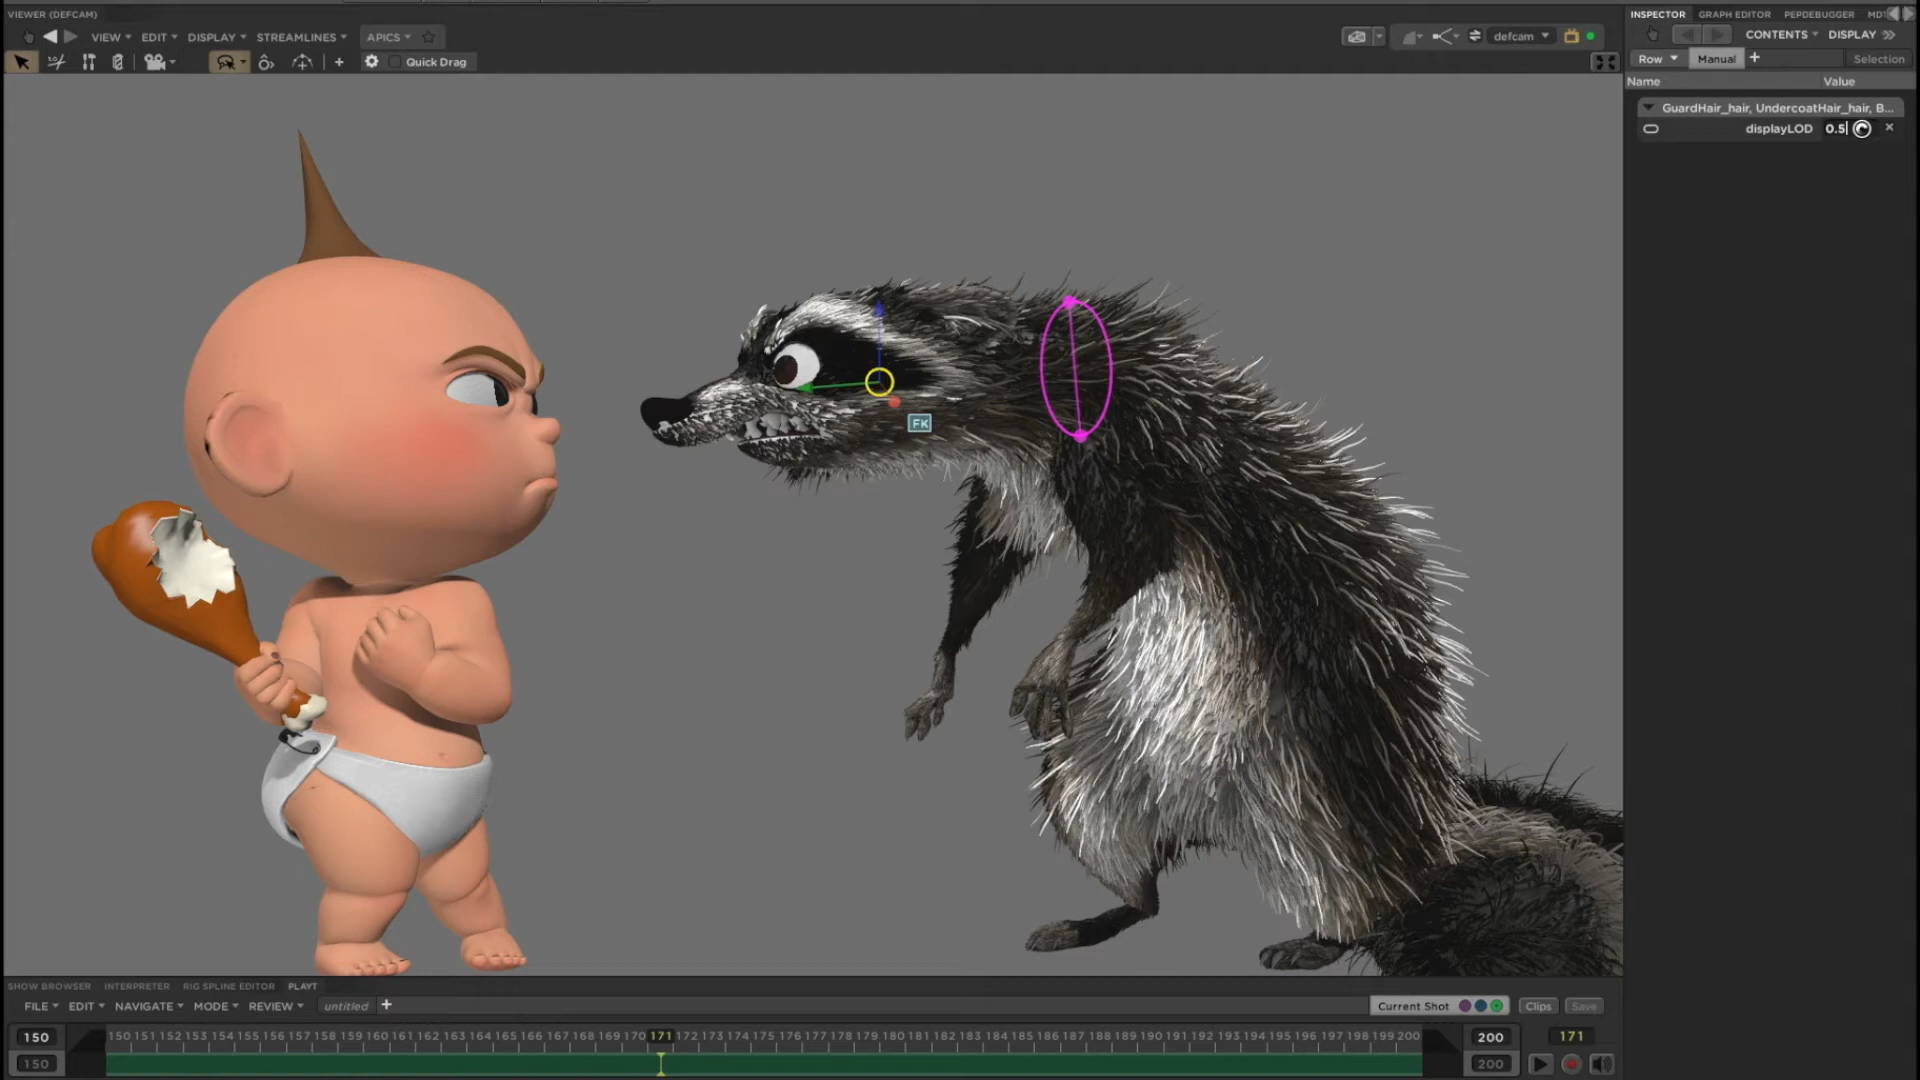 VIEWER (DEFCAM)
VIEW EDIT DISPLAY STREAMLINES APICS
defcam
Quick Drag
INSPECTOR GRAPH EDITOR PEPDEBUGGER
CONTENTS DISPLAY
Row Manual Selection
Name Value
GuardHair_hair, UndercoatHair_hair, B...
displayLOD 0.5
FK
SHOW BROWSER INTERPRETER RIG SPLINE EDITOR PLAYT
FILE EDIT NAVIGATE MODE REVIEW untitled +
Current Shot Clips Save
150 150 151 152 153 154 155 156 157 158 159 160 161 162 163 164 165 166 167 168 169 170 171 172 173 174 175 176 177 178 179 180 181 182 183 184 185 186 187 188 189 190 191 192 193 194 195 196 197 198 199 200 200 171
150 200